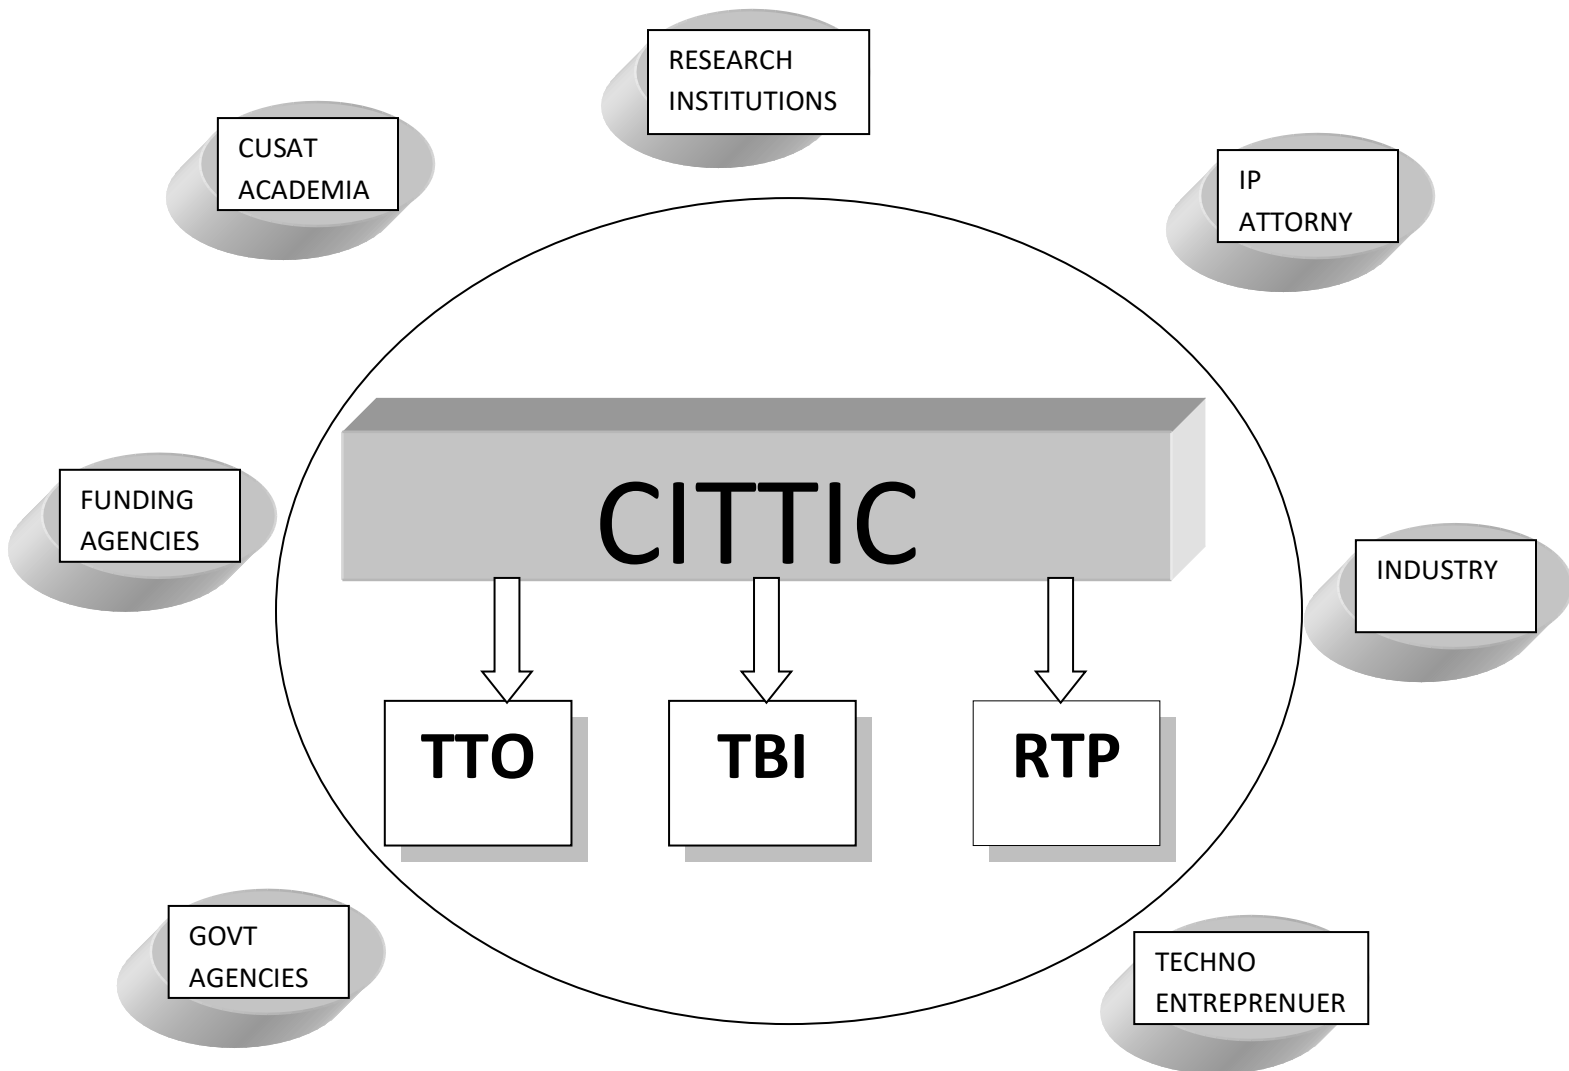 RESEARCH
INSTITUTIONS
CUSAT
ACADEMIA
IP
ATTORNY
FUNDING
AGENCIES
CITTIC
INDUSTRY
TTO
TBI
RTP
GOVT
AGENCIES
TECHNO
ENTREPRENUER